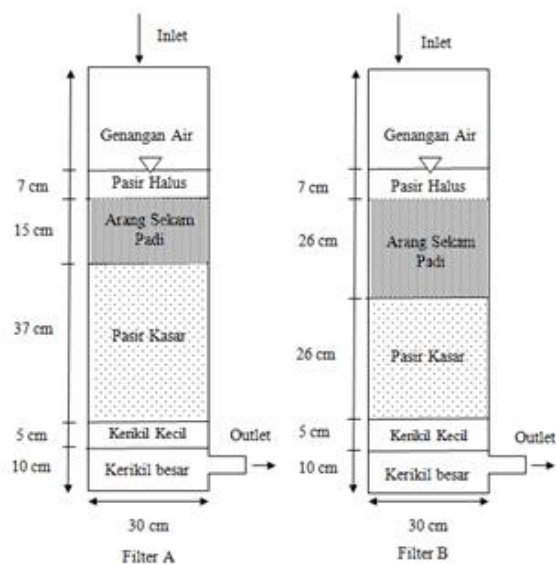 Inlet
Genangan Air
7 cm
Pasir Halus
15 cm
Arang Sekam
Padi
37 cm
Pasir Kasar
5 cm
Kerikil Kecil
Outlet
10 cm
Kerikil besar
30 cm
Filter A
Inlet
Genangan Air
7 cm
Pasir Halus
26 cm
Arang Sekam
Padi
26 cm
Pasir Kasar
5 cm
Kerikil Kecil
Outlet
10 cm
Kerikil besar
30 cm
Filter B